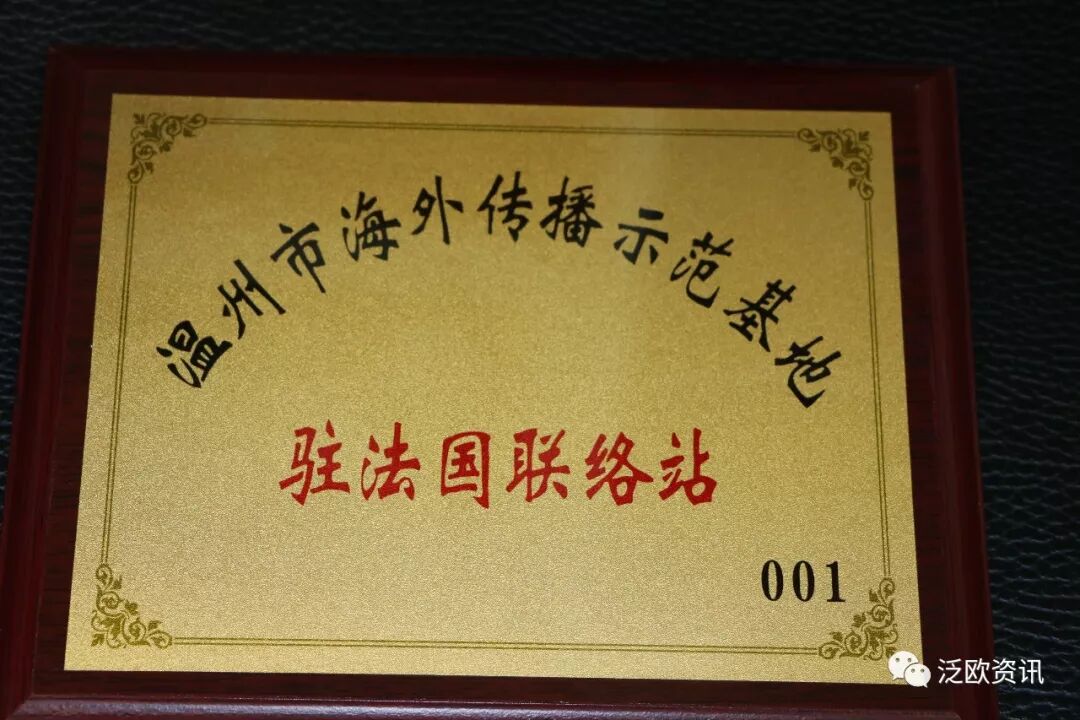 温州市海外传播示范基地
驻法国联络站
001
泛欧资讯